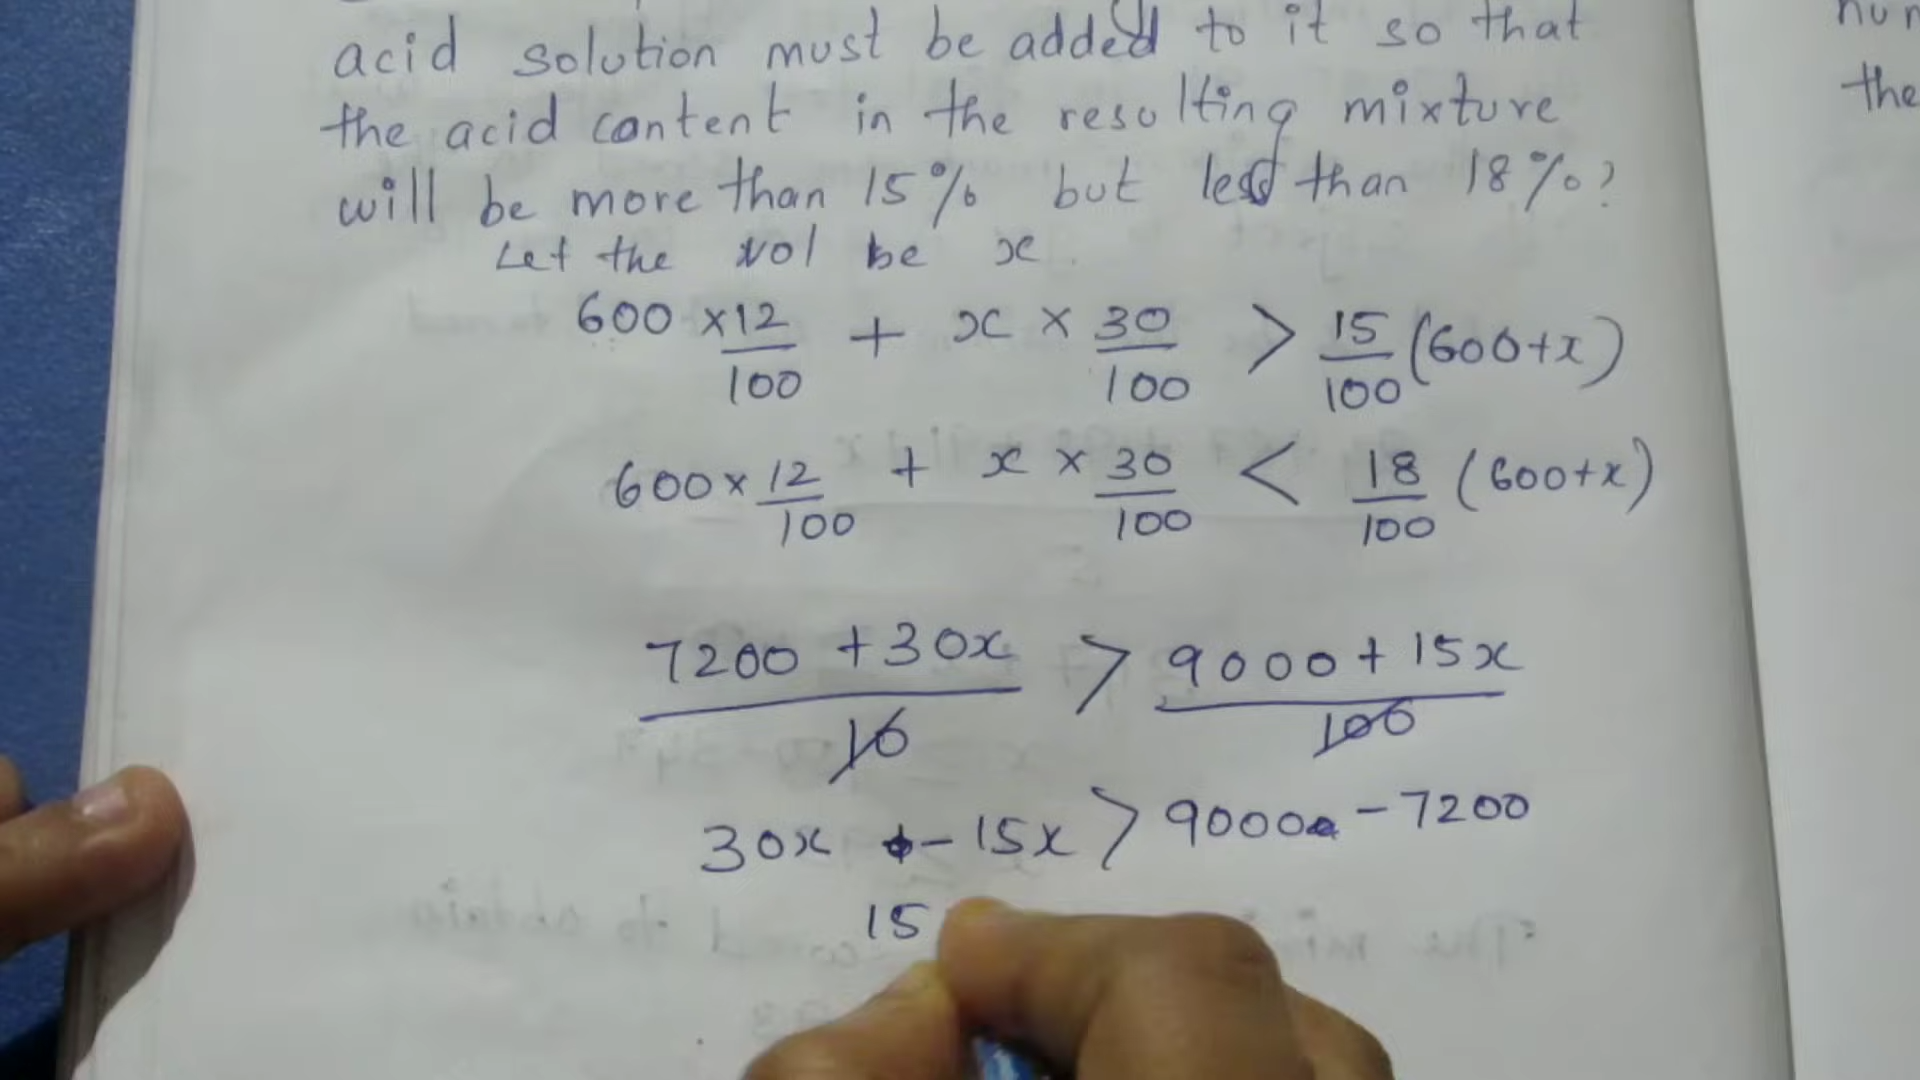 acid solution must be added to it so that
the acid content in the resulting mixture
will be more than 15% but less than 18%?
Let the vol be x
600 × 12/100 + x × 30/100 > 15/100 (600+x)
600 × 12/100 + x × 30/100 < 18/100 (600+x)
7200 + 30x / 10 > 9000 + 15x / 100
30x - 15x > 9000 - 7200
15
the